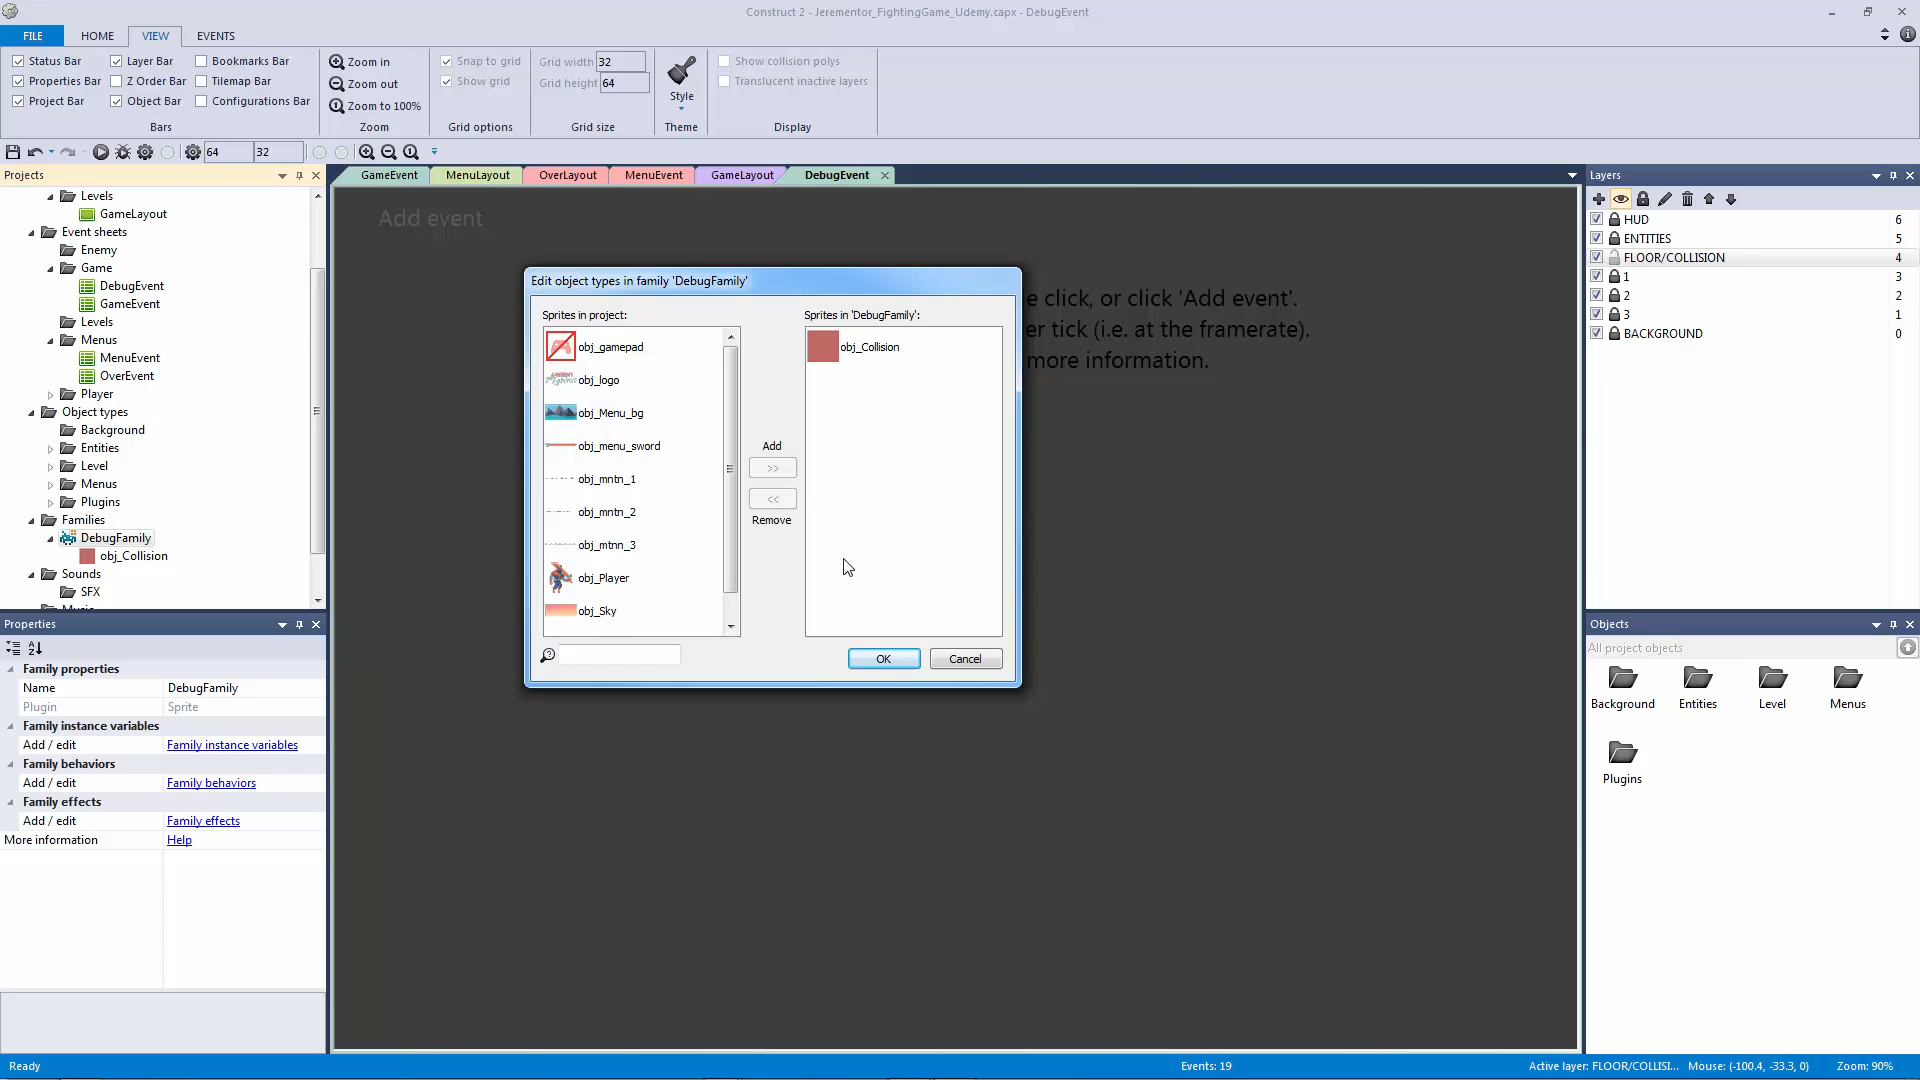 Construct 2 - Jerementor_FightingGame_Udemy.capx - DebugEvent
FILE
HOME
VIEW
EVENTS
Status Bar
Layer Bar
Bookmarks Bar
Properties Bar
Z Order Bar
Tilemap Bar
Project Bar
Object Bar
Configurations Bar
Bars
Zoom in
Zoom out
Zoom to 100%
Zoom
Snap to grid
Show grid
Grid options
Grid width 32
Grid height 64
Grid size
Style
Theme
Show collision polys
Translucent inactive layers
Display
64
32
Projects
GameEvent
MenuLayout
OverLayout
MenuEvent
GameLayout
DebugEvent
Layers
Levels
GameLayout
Event sheets
Enemy
Game
DebugEvent
GameEvent
Levels
Menus
MenuEvent
OverEvent
Player
Object types
Background
Entities
Level
Menus
Plugins
Families
DebugFamily
obj_Collision
Sounds
SFX
Add event
e click, or click 'Add event'.
er tick (i.e. at the framerate).
more information.
Edit object types in family 'DebugFamily'
Sprites in project:
obj_gamepad
obj_logo
obj_Menu_bg
obj_menu_sword
obj_mntn_1
obj_mntn_2
obj_mtnn_3
obj_Player
obj_Sky
Add
>>
<<
Remove
Sprites in 'DebugFamily':
obj_Collision
OK
Cancel
HUD 6
ENTITIES 5
FLOOR/COLLISION 4
1 3
2 2
3 1
BACKGROUND 0
Properties
Family properties
Name DebugFamily
Plugin Sprite
Family instance variables
Add / edit Family instance variables
Family behaviors
Add / edit Family behaviors
Family effects
Add / edit Family effects
More information Help
Objects
All project objects
Background
Entities
Level
Menus
Plugins
Ready
Events: 19
Active layer: FLOOR/COLLISI...
Mouse: (-100.4, -33.3, 0)
Zoom: 90%